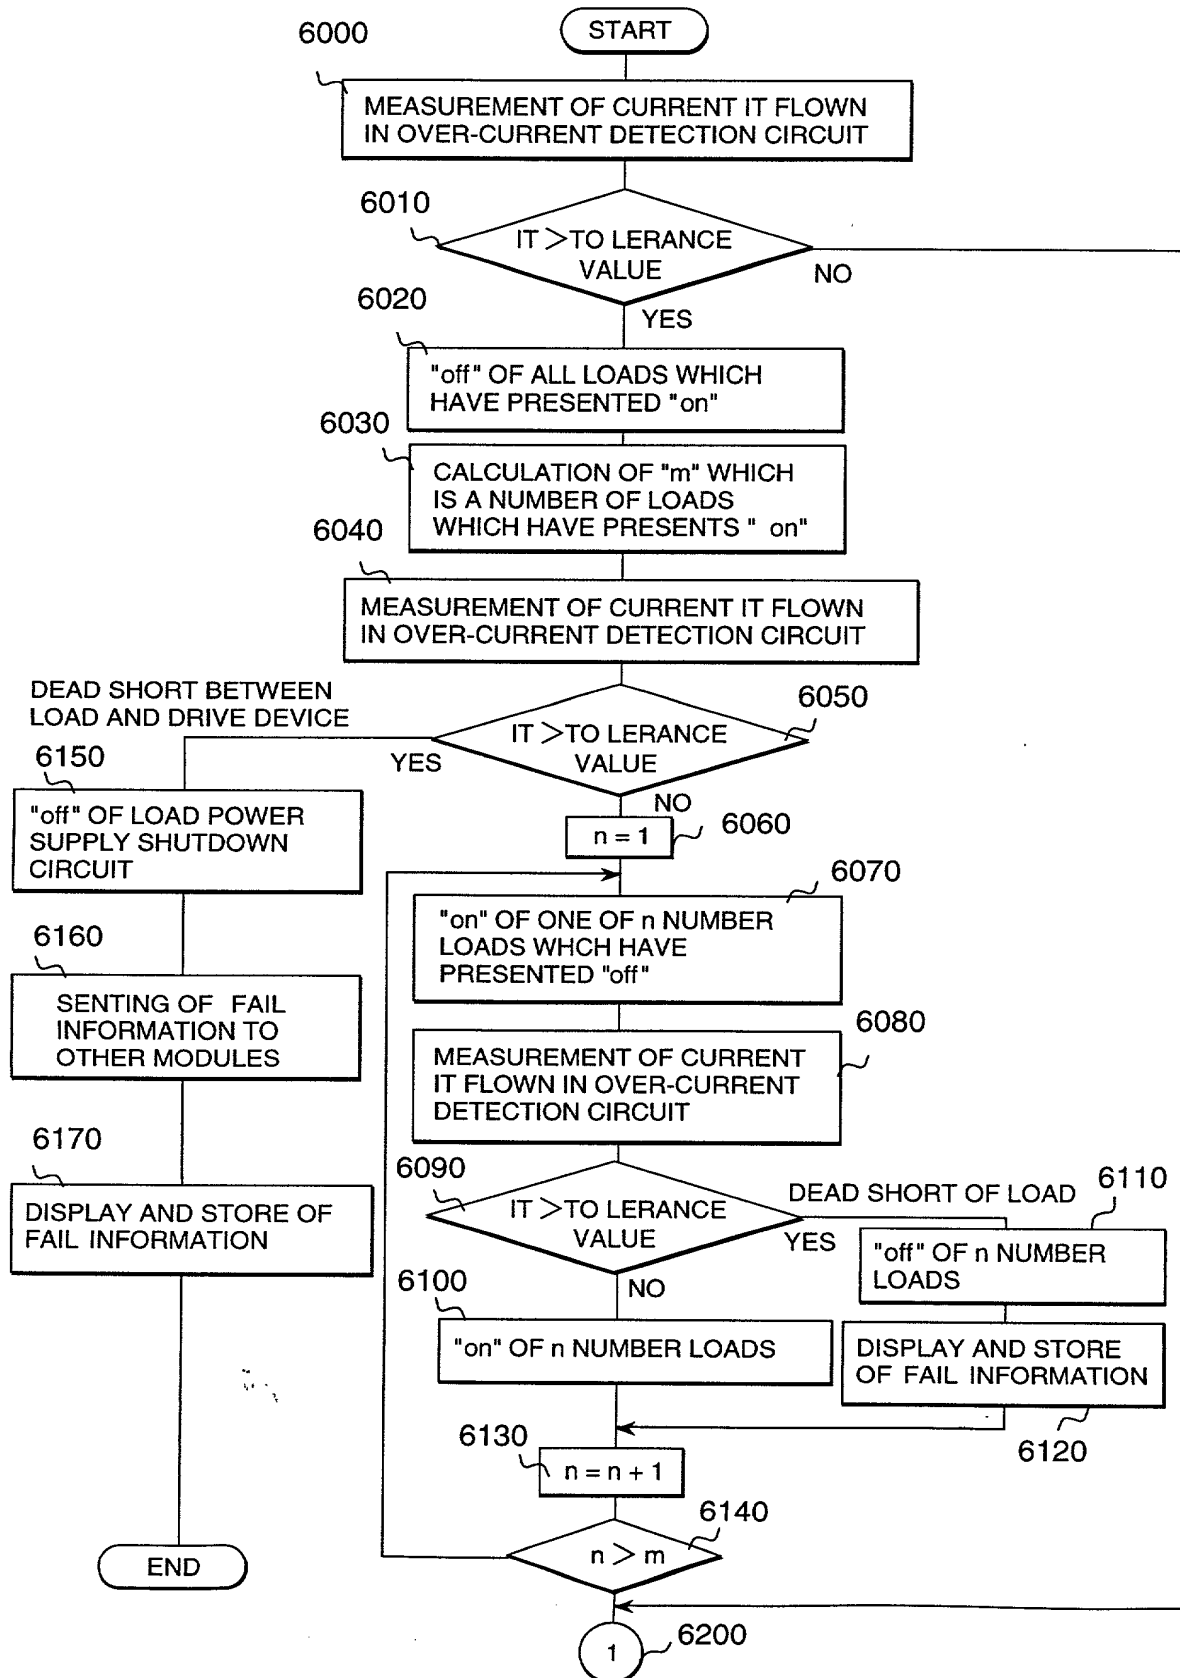 START
6000
MEASUREMENT OF CURRENT IT FLOWN
IN OVER-CURRENT DETECTION CIRCUIT
6010
IT >TO LERANCE
VALUE
NO
YES
6020
"off" OF ALL LOADS WHICH
HAVE PRESENTED "on"
6030
CALCULATION OF "m" WHICH
IS A NUMBER OF LOADS
WHICH HAVE PRESENTS " on"
6040
MEASUREMENT OF CURRENT IT FLOWN
IN OVER-CURRENT DETECTION CIRCUIT
DEAD SHORT BETWEEN
LOAD AND DRIVE DEVICE
6050
IT >TO LERANCE
VALUE
YES
NO
6150
"off" OF LOAD POWER
SUPPLY SHUTDOWN
CIRCUIT
n = 1
6060
6070
"on" OF ONE OF n NUMBER
LOADS WHCH HAVE
PRESENTED "off"
6160
SENTING OF FAIL
INFORMATION TO
OTHER MODULES
6080
MEASUREMENT OF CURRENT
IT FLOWN IN OVER-CURRENT
DETECTION CIRCUIT
6170
DISPLAY AND STORE OF
FAIL INFORMATION
6090
IT >TO LERANCE
VALUE
DEAD SHORT OF LOAD
YES
NO
6110
"off" OF n NUMBER
LOADS
6100
"on" OF n NUMBER LOADS
DISPLAY AND STORE
OF FAIL INFORMATION
6120
6130
n = n + 1
6140
n > m
END
1
6200